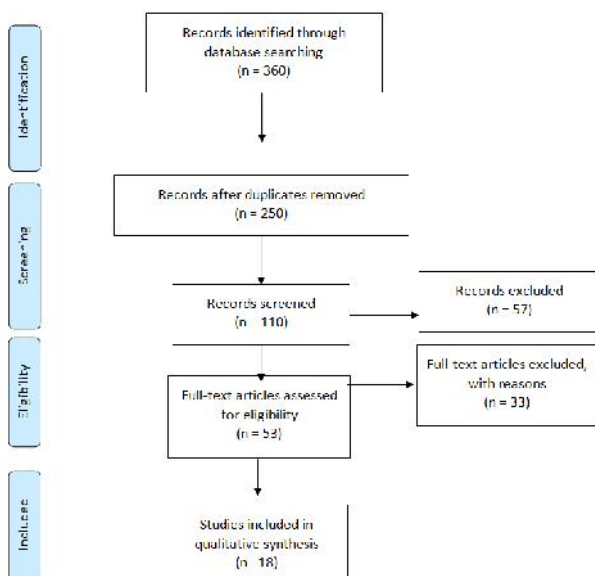 Identification
Records identified through
database searching
(n = 360)
Screening
Records after duplicates removed
(n = 250)
Records screened
(n = 110)
Records excluded
(n = 57)
Eligibility
Full-text articles assessed
for eligibility
(n = 53)
Full-text articles excluded,
with reasons
(n = 33)
Included
Studies included in
qualitative synthesis
(n = 18)